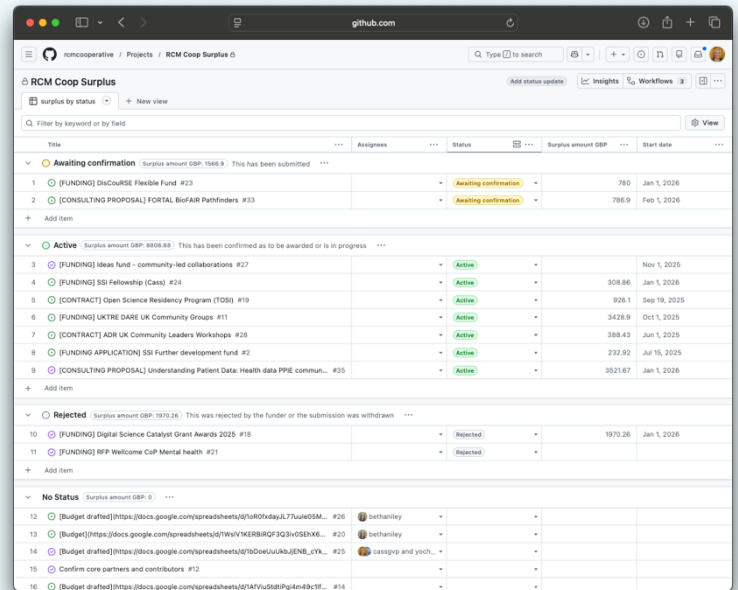 github.com
rcmcooperative / Projects / RCM Coop Surplus
Type / to search
RCM Coop Surplus
Add status update
Insights
Workflows 3
surplus by status
+ New view
Filter by keyword or by field
View
Title ... Assignees ... Status ... Surplus amount GBP ... Start date ...
Awaiting confirmation Surplus amount GBP: 1566.9 This has been submitted ...
1 [FUNDING] DisCouRSE Flexible Fund #23 Awaiting confirmation 780 Jan 1, 2026
2 [CONSULTING PROPOSAL] FORTAL BioFAIR Pathfinders #33 Awaiting confirmation 786.9 Feb 1, 2026
+ Add item
Active Surplus amount GBP: 8806.88 This has been confirmed as to be awarded or is in progress ...
3 [FUNDING] Ideas fund - community-led collaborations #27 Active Nov 1, 2025
4 [FUNDING] SSI Fellowship (Cass) #24 Active 308.86 Jan 1, 2026
5 [CONTRACT] Open Science Residency Program (TOSI) #19 Active 926.1 Sep 19, 2025
6 [FUNDING] UKTRE DARE UK Community Groups #11 Active 3428.9 Oct 1, 2025
7 [CONTRACT] ADR UK Community Leaders Workshops #28 Active 388.43 Jun 1, 2025
8 [FUNDING APPLICATION] SSI Further development fund #2 Active 232.92 Jul 15, 2025
9 [CONSULTING PROPOSAL] Understanding Patient Data: Health data PPIE commun... #35 Active 3521.67 Jan 1, 2026
+ Add item
Rejected Surplus amount GBP: 1970.26 This was rejected by the funder or the submission was withdrawn ...
10 [FUNDING] Digital Science Catalyst Grant Awards 2025 #18 Rejected 1970.26 Jan 1, 2026
11 [FUNDING] RFP Wellcome CoP Mental health #21 Rejected
+ Add item
No Status Surplus amount GBP: 0 ...
12 [Budget drafted](https://docs.google.com/spreadsheets/d/ #26 bethaniley
13 [Budget](https://docs.google.com/spreadsheets/d/ #20 bethaniley
14 [Budget drafted](https://docs.google.com/spreadsheets/d/ #25 cassgvp and yoch...
15 Confirm core partners and contributors #12
16 [Budget drafted](https://docs.google.com/spreadsheets/d/ #14